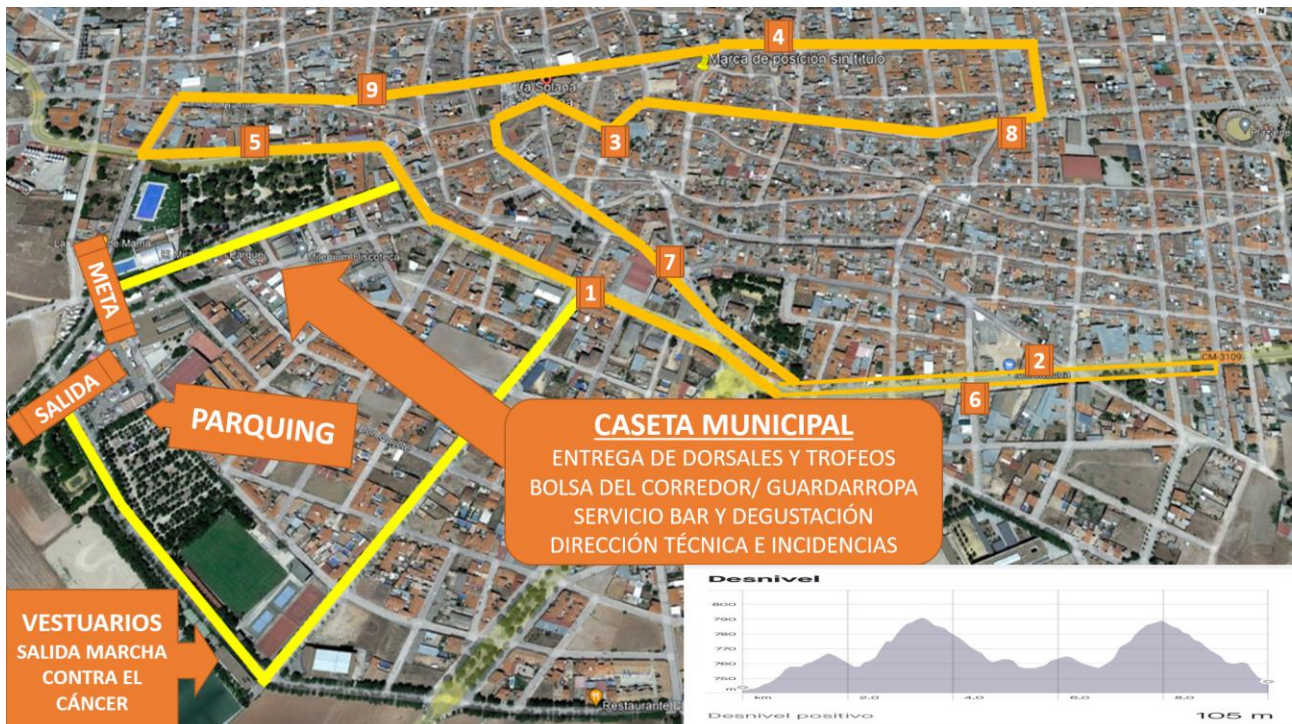 N
4
Marca de posición sin título
9
La Solana
5
3
8
META
Milenium Discoteca
7
1
CM-3109
2
6
SALIDA
PARQUING
CASETA MUNICIPAL
ENTREGA DE DORSALES Y TROFEOS
BOLSA DEL CORREDOR/ GUARDARROPA
SERVICIO BAR Y DEGUSTACIÓN
DIRECCIÓN TÉCNICA E INCIDENCIAS
VESTUARIOS
SALIDA MARCHA
CONTRA EL
CÁNCER
Restaurante
Desnivel
800
790
780
770
760
750
m
km
2,0
4,0
6,0
8,0
Desnivel positivo
105 m